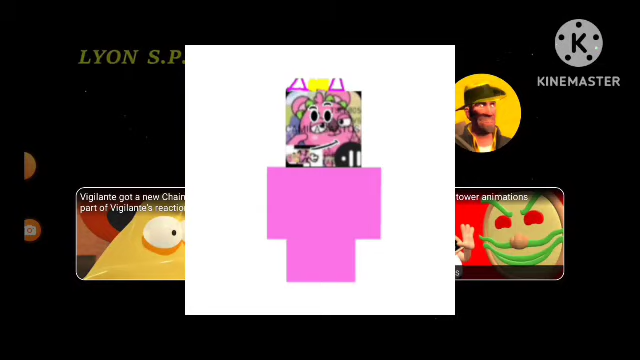 LYON S.P.
KINEMASTER
Vigilante got a new Chain
part of Vigilante's reaction
tower animations